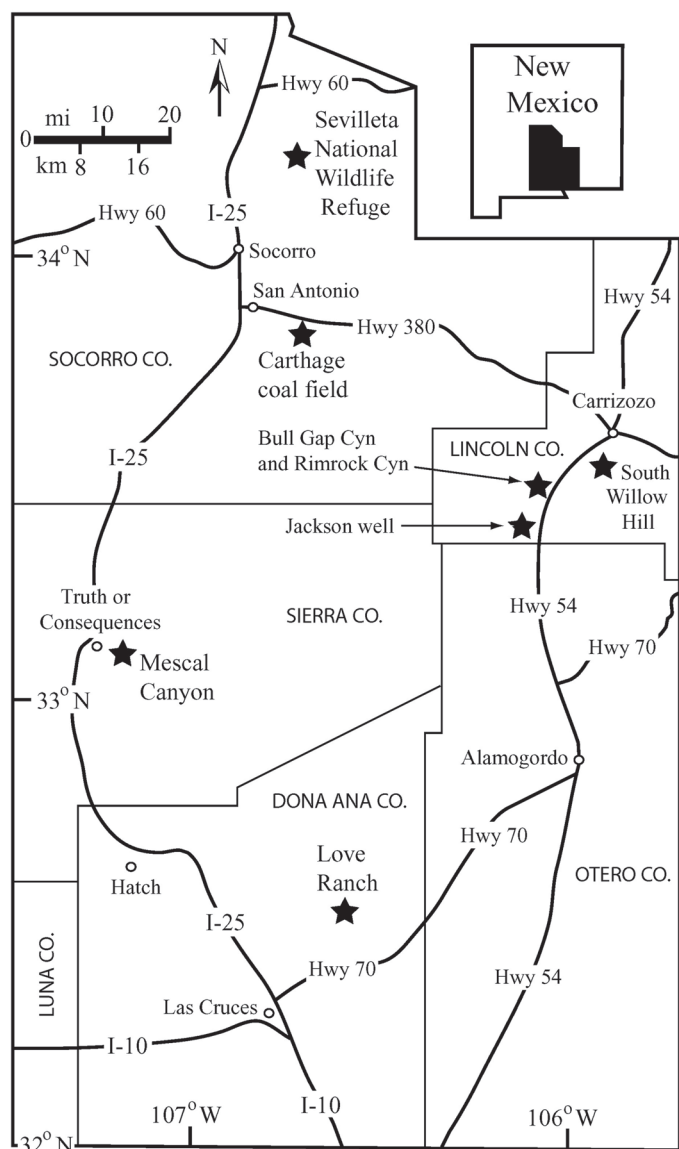 N
Hwy 60
New
Mexico
mi
10
20
0
km
8
16
Sevilleta
National
Wildlife
Refuge
Hwy 60
I-25
34° N
Socorro
San Antonio
Hwy 54
Hwy 380
SOCORRO CO.
Carthage
coal field
Carrizozo
I-25
Bull Gap Cyn
and Rimrock Cyn
LINCOLN CO.
South
Willow
Hill
Jackson well
Truth or
Consequences
SIERRA CO.
Hwy 54
Hwy 70
Mescal
Canyon
33° N
Alamogordo
DONA ANA CO.
Hwy 70
Love
Ranch
Hatch
OTERO CO.
I-25
LUNA CO.
Hwy 70
Hwy 54
Las Cruces
I-10
I-10
107° W
106° W
32° N